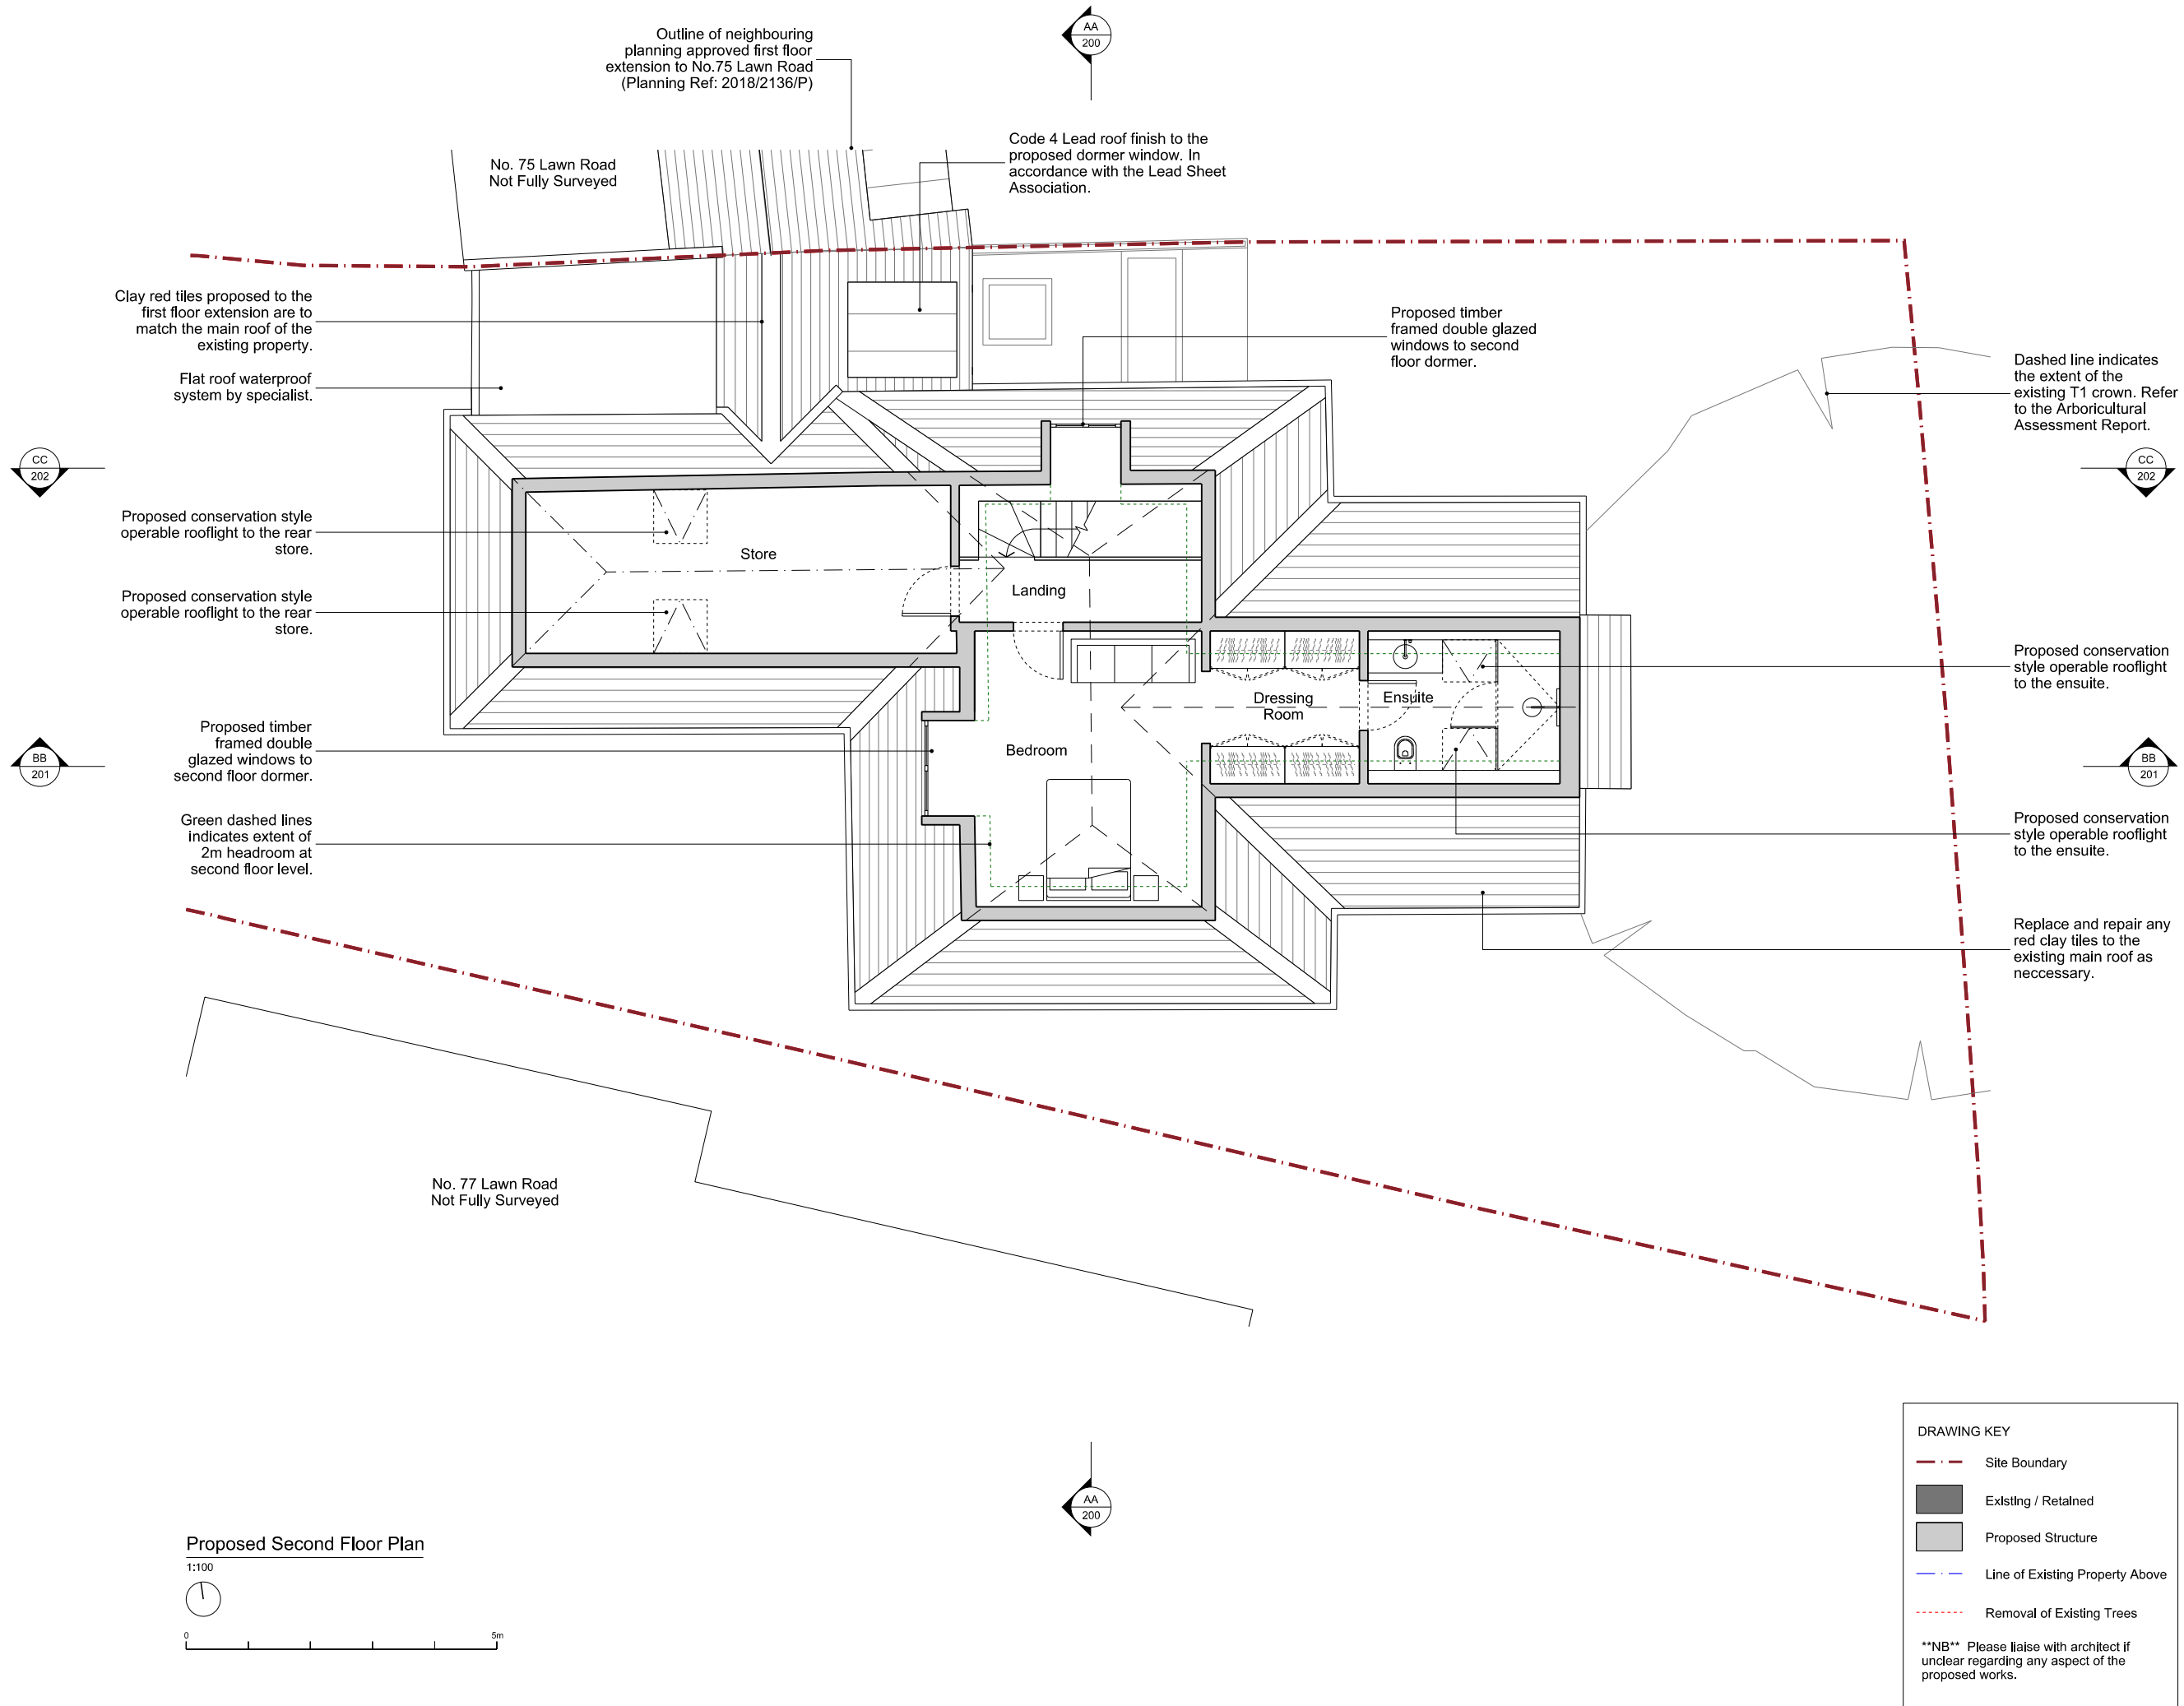 Outline of neighbouring
planning approved first floor
extension to No.75 Lawn Road
(Planning Ref: 2018/2136/P)
AA
200
Code 4 Lead roof finish to the
proposed dormer window. In
accordance with the Lead Sheet
Association.
No. 75 Lawn Road
Not Fully Surveyed
Clay red tiles proposed to the
first floor extension are to
match the main roof of the
existing property.
Flat roof waterproof
system by specialist.
Proposed timber
framed double glazed
windows to second
floor dormer.
Dashed line indicates
the extent of the
existing T1 crown. Refer
to the Arboricultural
Assessment Report.
CC
202
CC
202
Proposed conservation style
operable rooflight to the rear
store.
Store
Proposed conservation style
operable rooflight to the rear
store.
Landing
Proposed conservation
style operable rooflight
to the ensuite.
Dressing
Room
Ensuite
Bedroom
Proposed timber
framed double
glazed windows to
second floor dormer.
BB
201
BB
201
Green dashed lines
indicates extent of
2m headroom at
second floor level.
Proposed conservation
style operable rooflight
to the ensuite.
Replace and repair any
red clay tiles to the
existing main roof as
neccessary.
No. 77 Lawn Road
Not Fully Surveyed
AA
200
Proposed Second Floor Plan
1:100
0 5m
DRAWING KEY
Site Boundary
Existing / Retained
Proposed Structure
Line of Existing Property Above
Removal of Existing Trees
**NB** Please liaise with architect if
unclear regarding any aspect of the
proposed works.